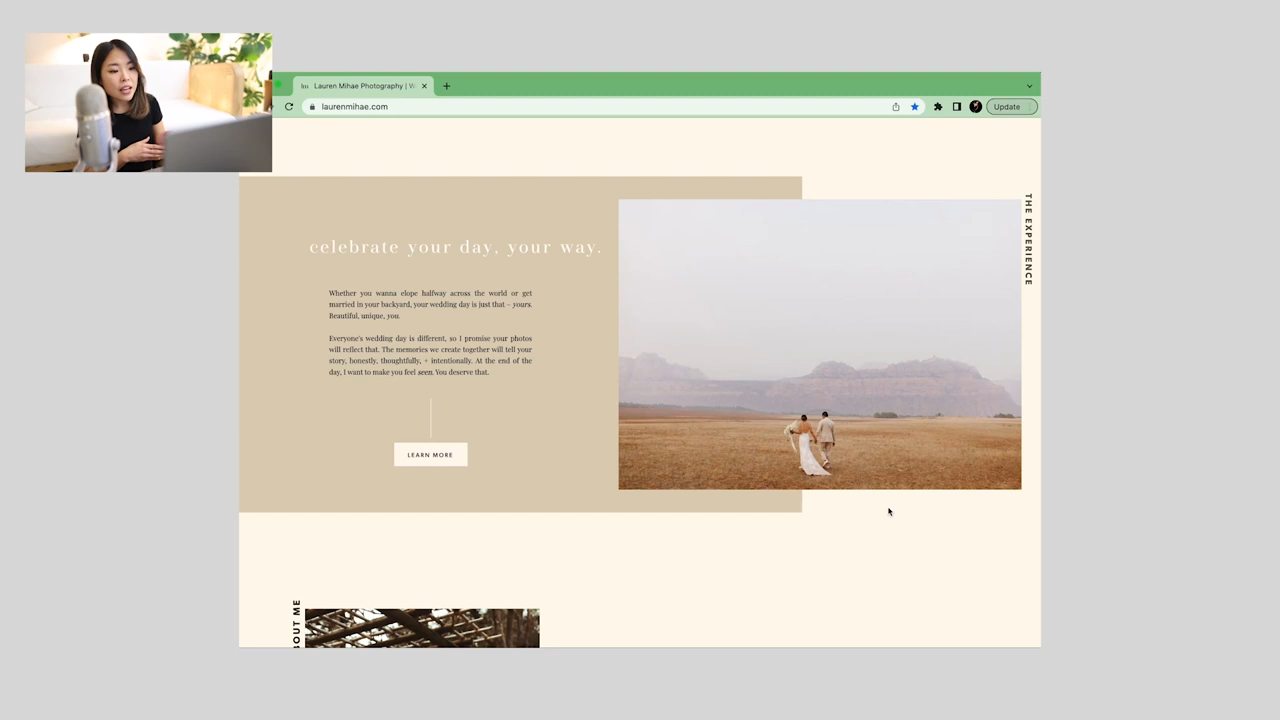 lm Lauren Mihae Photography | W
laurenmihae.com
Update
THE EXPERIENCE
celebrate your day, your way.
Whether you wanna elope halfway across the world or get
married in your backyard, your wedding day is just that – yours.
Beautiful, unique, you.
Everyone's wedding day is different, so I promise your photos
will reflect that. The memories we create together will tell your
story, honestly, thoughtfully, + intentionally. At the end of the
day, I want to make you feel seen. You deserve that.
LEARN MORE
BOUT ME